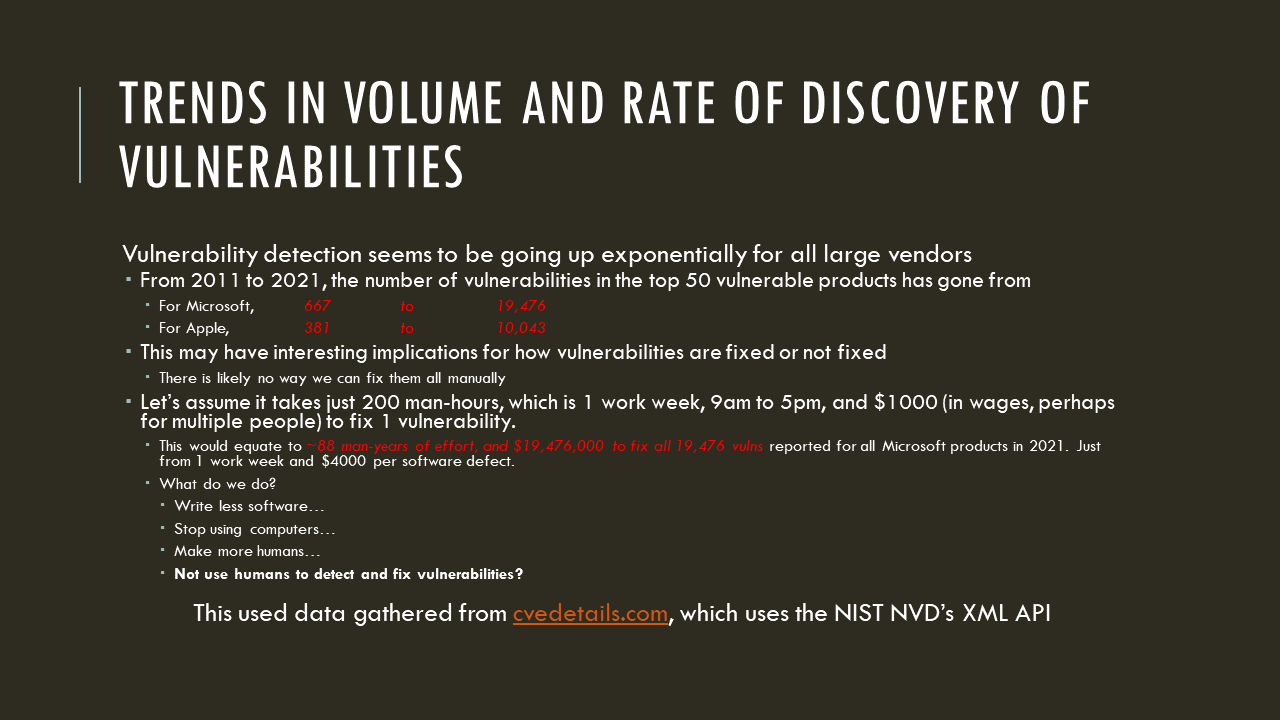 TRENDS IN VOLUME AND RATE OF DISCOVERY OF
VULNERABILITIES
Vulnerability detection seems to be going up exponentially for all large vendors
▪ From 2011 to 2021, the number of vulnerabilities in the top 50 vulnerable products has gone from
▪ For Microsoft, 667 to 19,476
▪ For Apple, 381 to 10,043
▪ This may have interesting implications for how vulnerabilities are fixed or not fixed
▪ There is likely no way we can fix them all manually
▪ Let's assume it takes just 200 man-hours, which is 1 work week, 9am to 5pm, and $1000 (in wages, perhaps
for multiple people) to fix 1 vulnerability.
▪ This would equate to ~88 man-years of effort, and $19,476,000 to fix all 19,476 vulns reported for all Microsoft products in 2021. Just
from 1 work week and $4000 per software defect.
▪ What do we do?
▪ Write less software…
▪ Stop using computers…
▪ Make more humans…
▪ Not use humans to detect and fix vulnerabilities?
This used data gathered from cvedetails.com, which uses the NIST NVD's XML API